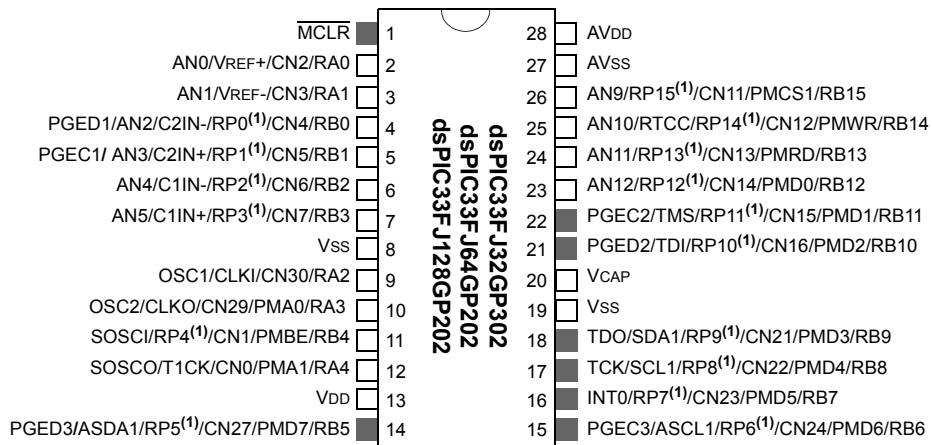 MCLR 1 28 AVDD
AN0/VREF+/CN2/RA0 2 27 AVSS
AN1/VREF-/CN3/RA1 3 26 AN9/RP15(1)/CN11/PMCS1/RB15
PGED1/AN2/C2IN-/RP0(1)/CN4/RB0 4 25 AN10/RTCC/RP14(1)/CN12/PMWR/RB14
PGEC1/ AN3/C2IN+/RP1(1)/CN5/RB1 5 24 AN11/RP13(1)/CN13/PMRD/RB13
AN4/C1IN-/RP2(1)/CN6/RB2 6 23 AN12/RP12(1)/CN14/PMD0/RB12
AN5/C1IN+/RP3(1)/CN7/RB3 7 22 PGEC2/TMS/RP11(1)/CN15/PMD1/RB11
VSS 8 21 PGED2/TDI/RP10(1)/CN16/PMD2/RB10
OSC1/CLKI/CN30/RA2 9 20 VCAP
OSC2/CLKO/CN29/PMA0/RA3 10 19 VSS
SOSCI/RP4(1)/CN1/PMBE/RB4 11 18 TDO/SDA1/RP9(1)/CN21/PMD3/RB9
SOSCO/T1CK/CN0/PMA1/RA4 12 17 TCK/SCL1/RP8(1)/CN22/PMD4/RB8
VDD 13 16 INT0/RP7(1)/CN23/PMD5/RB7
PGED3/ASDA1/RP5(1)/CN27/PMD7/RB5 14 15 PGEC3/ASCL1/RP6(1)/CN24/PMD6/RB6
dsPIC33FJ32GP302
dsPIC33FJ64GP202
dsPIC33FJ128GP202